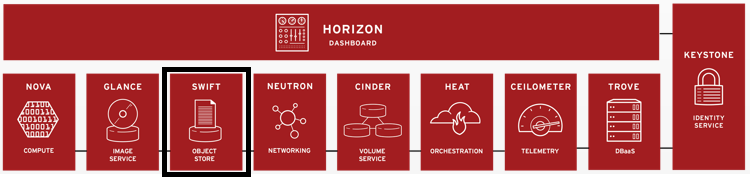 HORIZON
DASHBOARD
KEYSTONE
IDENTITY
SERVICE
NOVA
COMPUTE
GLANCE
IMAGE
SERVICE
SWIFT
OBJECT
STORE
NEUTRON
NETWORKING
CINDER
VOLUME
SERVICE
HEAT
ORCHESTRATION
CEILOMETER
TELEMETRY
TROVE
DBaaS